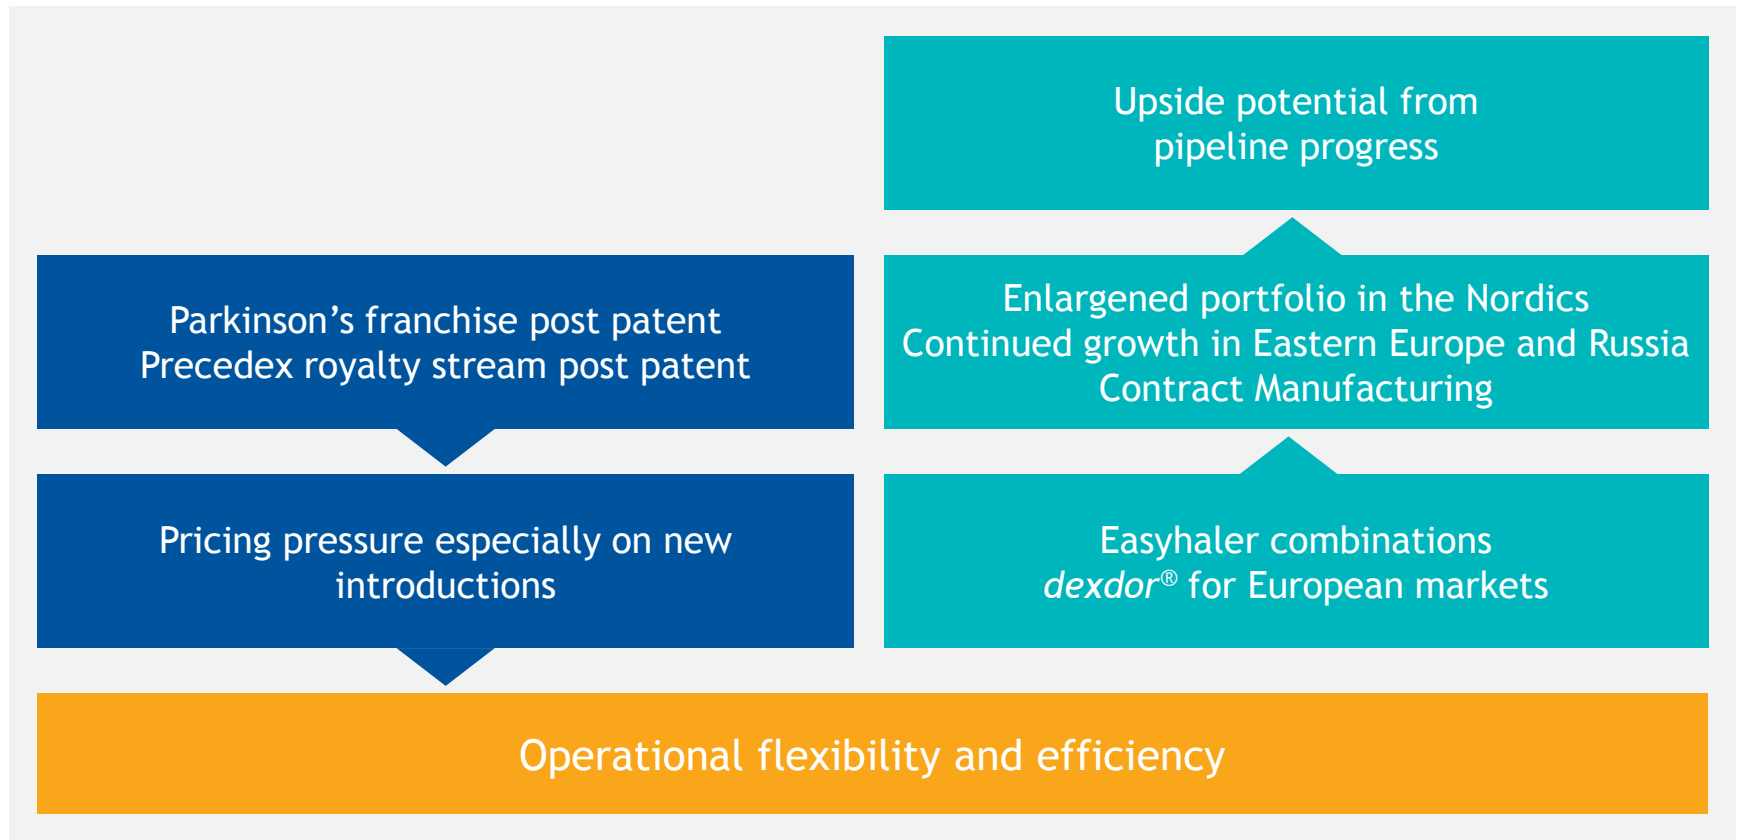 Upside potential from
pipeline progress
Parkinson’s franchise post patent
Precedex royalty stream post patent
Enlargened portfolio in the Nordics
Continued growth in Eastern Europe and Russia
Contract Manufacturing
Pricing pressure especially on new
introductions
Easyhaler combinations
dexdor® for European markets
Operational flexibility and efficiency